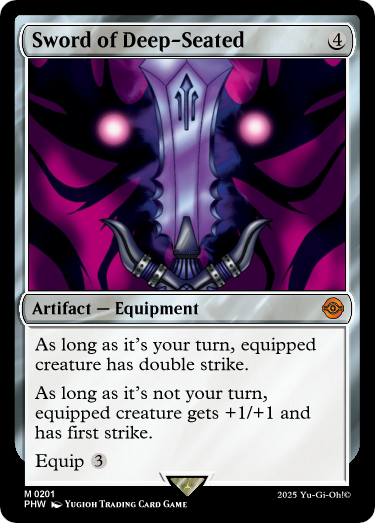 Sword of Deep-Seated 4
Artifact — Equipment
As long as it's your turn, equipped
creature has double strike.
As long as it's not your turn,
equipped creature gets +1/+1 and
has first strike.
Equip 3
M 0201
PHW Yugioh Trading Card Game
2025 Yu-Gi-Oh!©